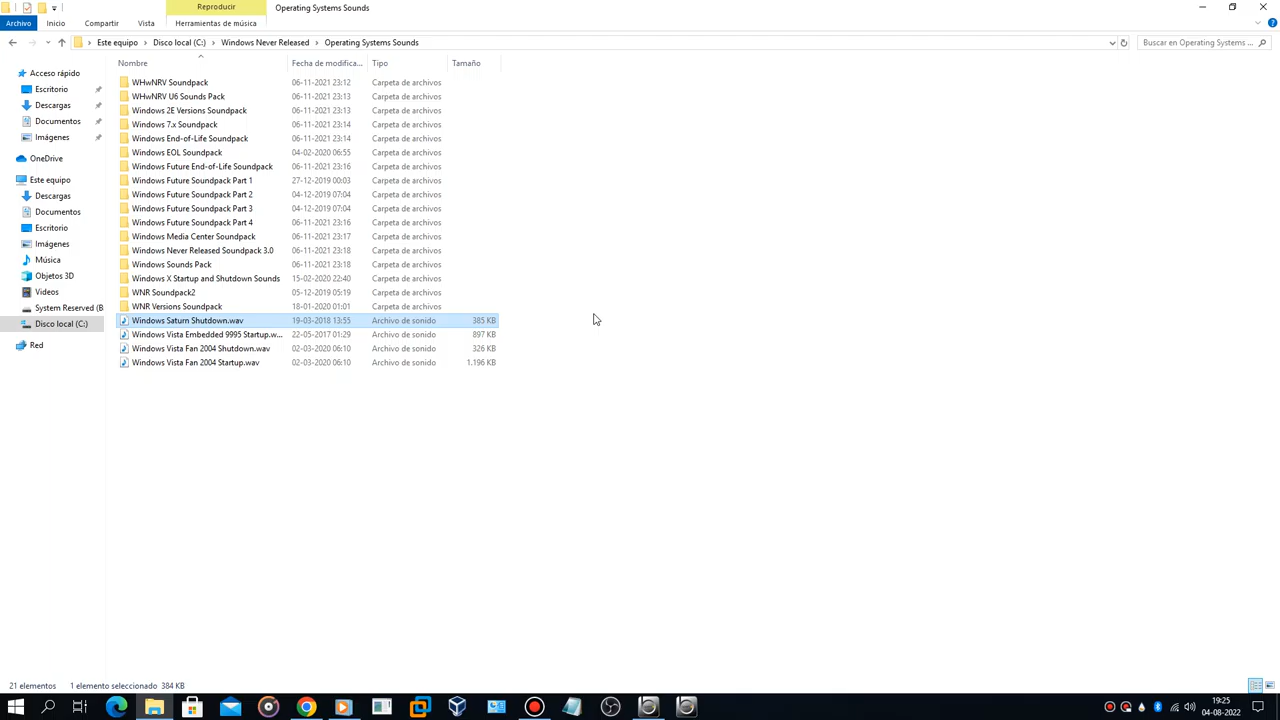 Reproducir
Operating Systems Sounds
Archivo
Inicio
Compartir
Vista
Herramientas de música
Este equipo > Disco local (C:) > Windows Never Released > Operating Systems Sounds
Buscar en Operating Systems ...
Nombre
Fecha de modifica...
Tipo
Tamaño
Acceso rápido
Escritorio
Descargas
Documentos
Imágenes
OneDrive
Este equipo
Descargas
Documentos
Escritorio
Imágenes
Música
Objetos 3D
Videos
System Reserved (B
Disco local (C:)
Red
WHwNRV Soundpack 06-11-2021 23:12 Carpeta de archivos
WHwNRV U6 Sounds Pack 06-11-2021 23:13 Carpeta de archivos
Windows 2E Versions Soundpack 06-11-2021 23:13 Carpeta de archivos
Windows 7.x Soundpack 06-11-2021 23:14 Carpeta de archivos
Windows End-of-Life Soundpack 06-11-2021 23:14 Carpeta de archivos
Windows EOL Soundpack 04-02-2020 06:55 Carpeta de archivos
Windows Future End-of-Life Soundpack 06-11-2021 23:16 Carpeta de archivos
Windows Future Soundpack Part 1 27-12-2019 00:03 Carpeta de archivos
Windows Future Soundpack Part 2 04-12-2019 07:04 Carpeta de archivos
Windows Future Soundpack Part 3 04-12-2019 07:04 Carpeta de archivos
Windows Future Soundpack Part 4 06-11-2021 23:16 Carpeta de archivos
Windows Media Center Soundpack 06-11-2021 23:17 Carpeta de archivos
Windows Never Released Soundpack 3.0 06-11-2021 23:18 Carpeta de archivos
Windows Sounds Pack 06-11-2021 23:18 Carpeta de archivos
Windows X Startup and Shutdown Sounds 15-02-2020 22:40 Carpeta de archivos
WNR Soundpack2 05-12-2019 05:19 Carpeta de archivos
WNR Versions Soundpack 18-01-2020 01:01 Carpeta de archivos
Windows Saturn Shutdown.wav 19-03-2018 13:55 Archivo de sonido 385 KB
Windows Vista Embedded 9995 Startup.w... 22-05-2017 01:29 Archivo de sonido 897 KB
Windows Vista Fan 2004 Shutdown.wav 02-03-2020 06:10 Archivo de sonido 326 KB
Windows Vista Fan 2004 Startup.wav 02-03-2020 06:10 Archivo de sonido 1.196 KB
21 elementos
1 elemento seleccionado 384 KB
19:25
04-08-2022